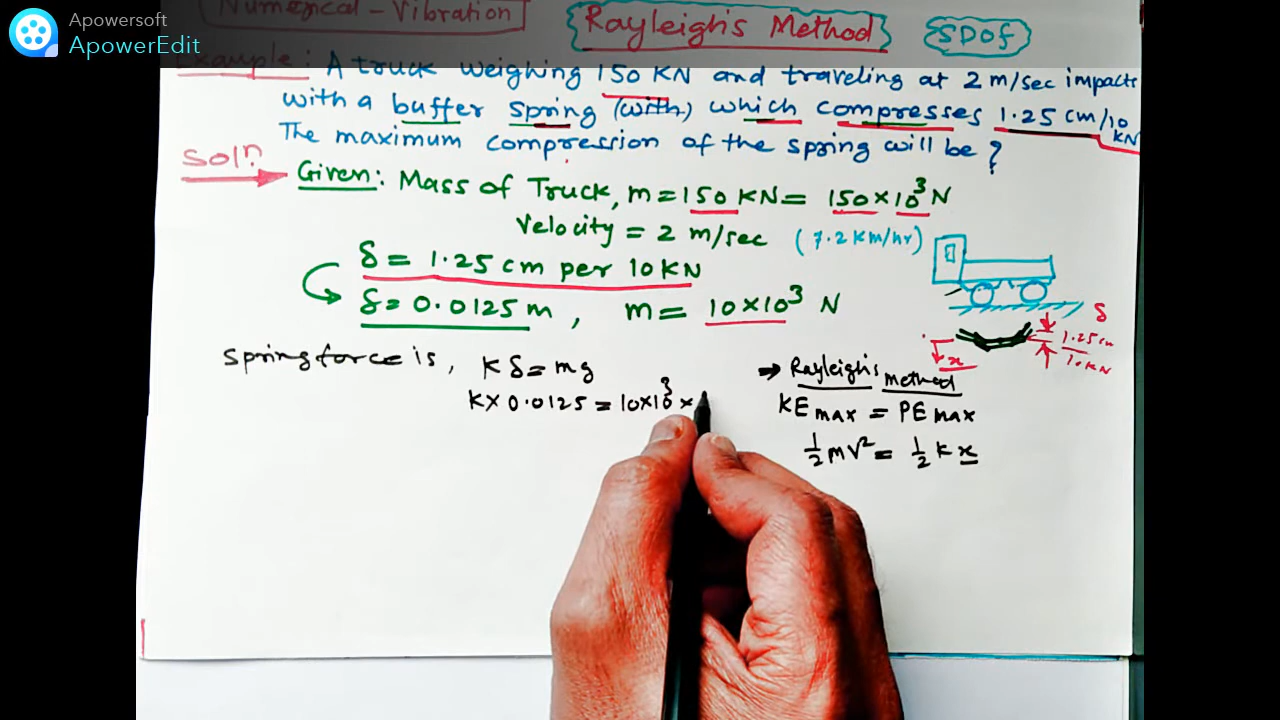 Apowersoft
ApowerEdit
Numerical - Vibration
Rayleigh's Method
SDOF
Example: A truck weighing 150 KN and traveling at 2 m/sec impacts
with a buffer spring (with) which compresses 1.25 cm/10 KN
The maximum compression of the spring will be?
Soln
Given: Mass of Truck, m = 150 KN = 150×10³ N
Velocity = 2 m/sec (7.2 km/hr)
δ = 1.25 cm per 10 KN
δ = 0.0125 m, m = 10×10³ N
δ
1.25 cm
10 KN
x
Spring force is, Kδ = mg
K × 0.0125 = 10×10³ ×
→ Rayleigh's Method
KE max = PE max
½ mv² = ½ K x